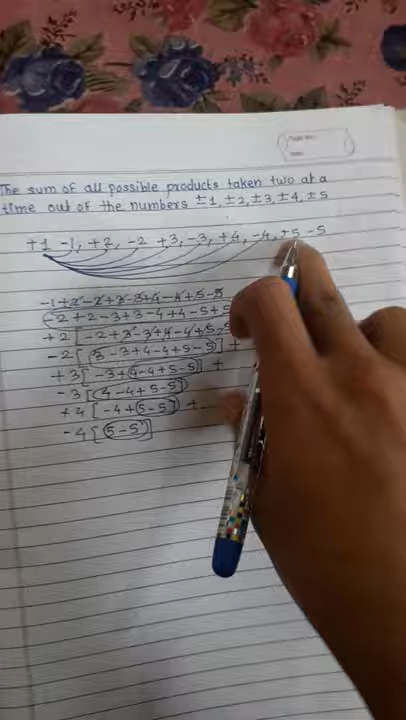 The sum of all possible products taken two at a
time out of the numbers ±1, ±2, ±3, ±4, ±5
+1 -1, +2, -2 +3, -3, +4, -4, +5 -5
-1+2-2+3-3+4-4+5-5
-2+2-3+3-4+4-5+5
+2[-2+3-3+4-4+5-5
-2[3-3+4-4+5-5]+
+3[-3+4-4+5-5]+
-3[4-4+5-5]
+4[-4+5-5]+
-4[5-5]